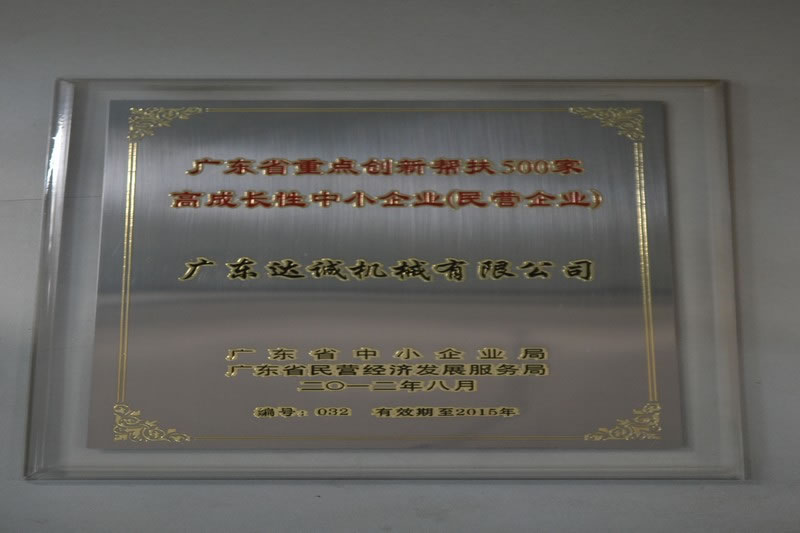 广东省重点创新帮扶500家
高成长性中小企业(民营企业)
广东达诚机械有限公司
广东省中小企业局
广东省民营经济发展服务局
二〇一二年八月
编号：032 有效期至2015年